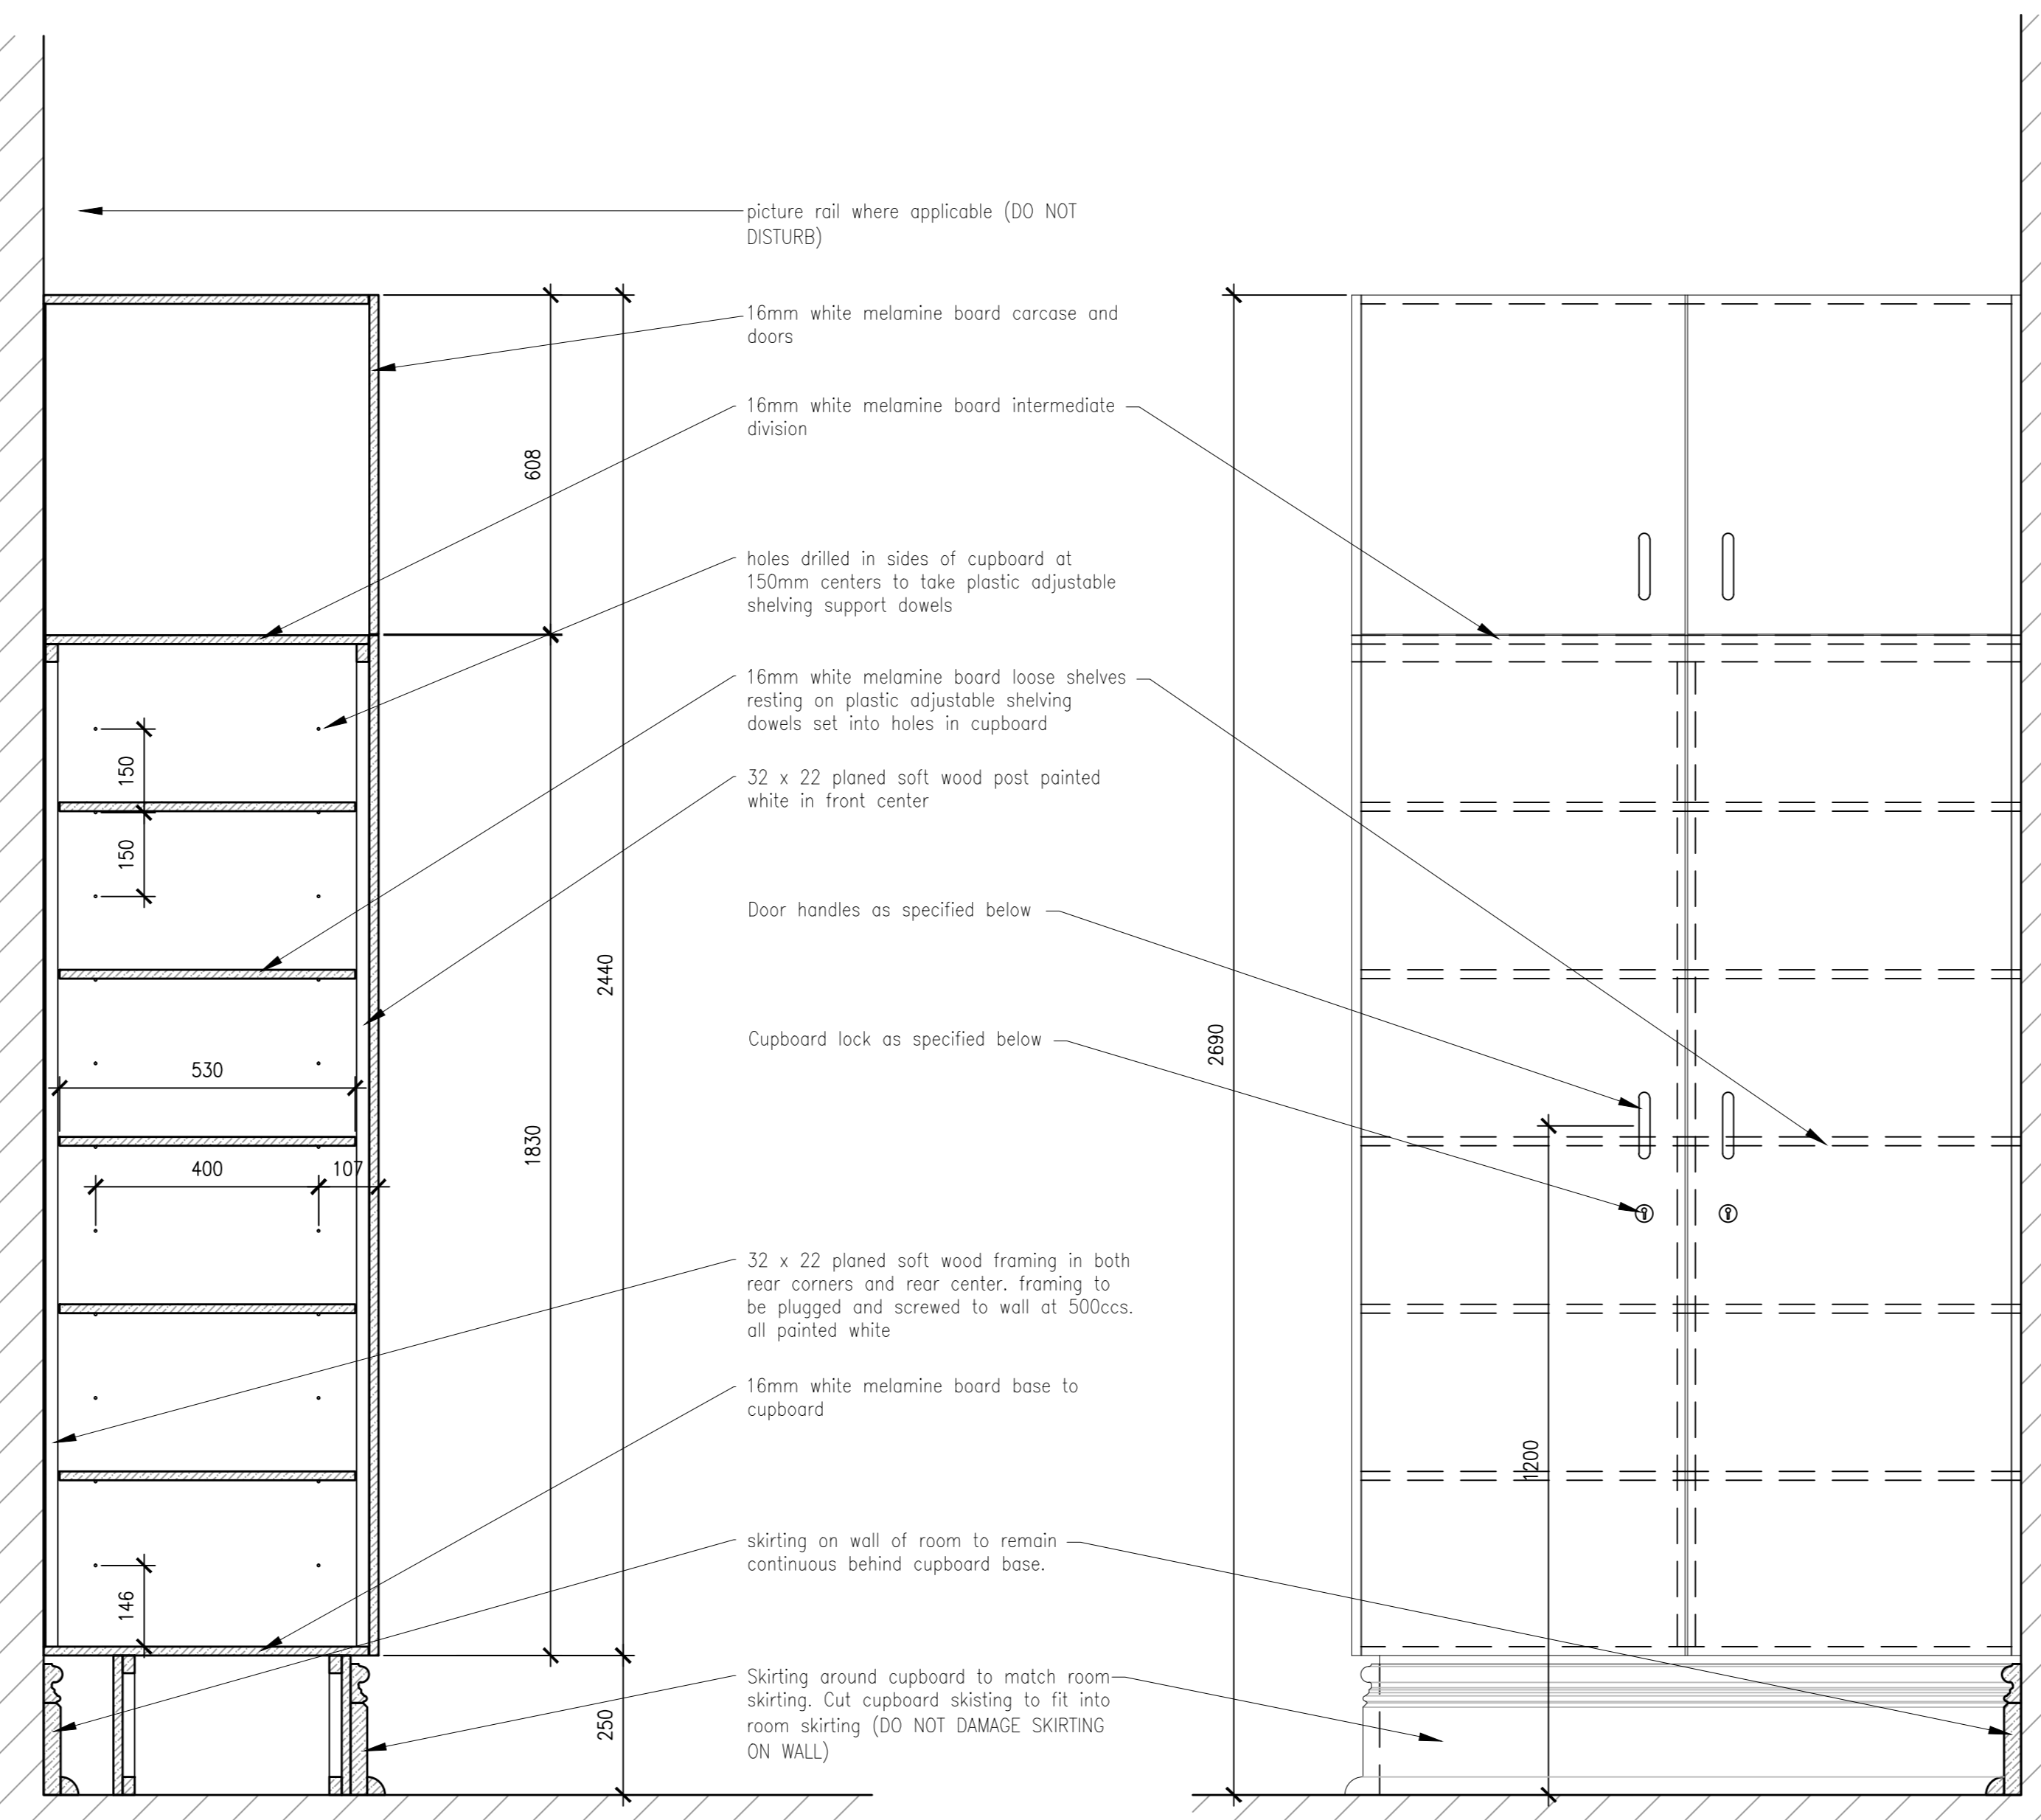 picture rail where applicable (DO NOT
DISTURB)
16mm white melamine board carcase and
doors
16mm white melamine board intermediate
division
608
holes drilled in sides of cupboard at
150mm centers to take plastic adjustable
shelving support dowels
16mm white melamine board loose shelves
resting on plastic adjustable shelving
dowels set into holes in cupboard
150
32 x 22 planed soft wood post painted
white in front center
150
Door handles as specified below
2440
Cupboard lock as specified below
2690
530
1830
400
107
32 x 22 planed soft wood framing in both
rear corners and rear center. framing to
be plugged and screwed to wall at 500ccs.
all painted white
16mm white melamine board base to
cupboard
1200
skirting on wall of room to remain
continuous behind cupboard base.
146
Skirting around cupboard to match room
skirting. Cut cupboard skisting to fit into
room skirting (DO NOT DAMAGE SKIRTING
ON WALL)
250